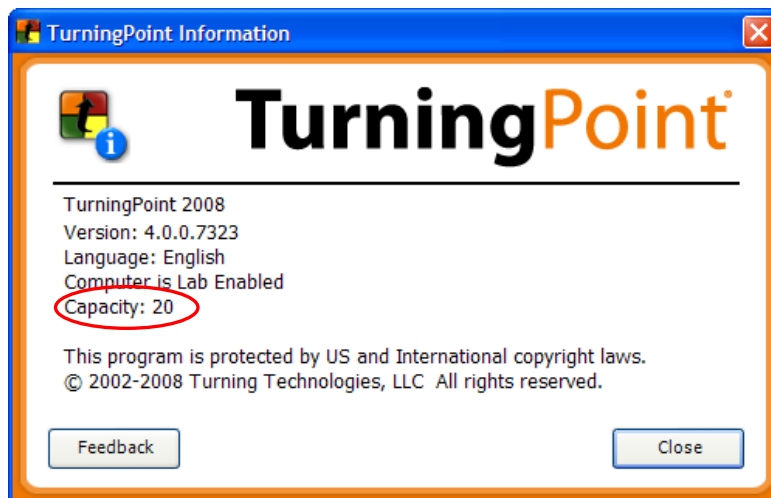 TurningPoint Information
TurningPoint
TurningPoint 2008
Version: 4.0.0.7323
Language: English
Computer is Lab Enabled
Capacity: 20
This program is protected by US and International copyright laws.
© 2002-2008 Turning Technologies, LLC  All rights reserved.
Feedback
Close